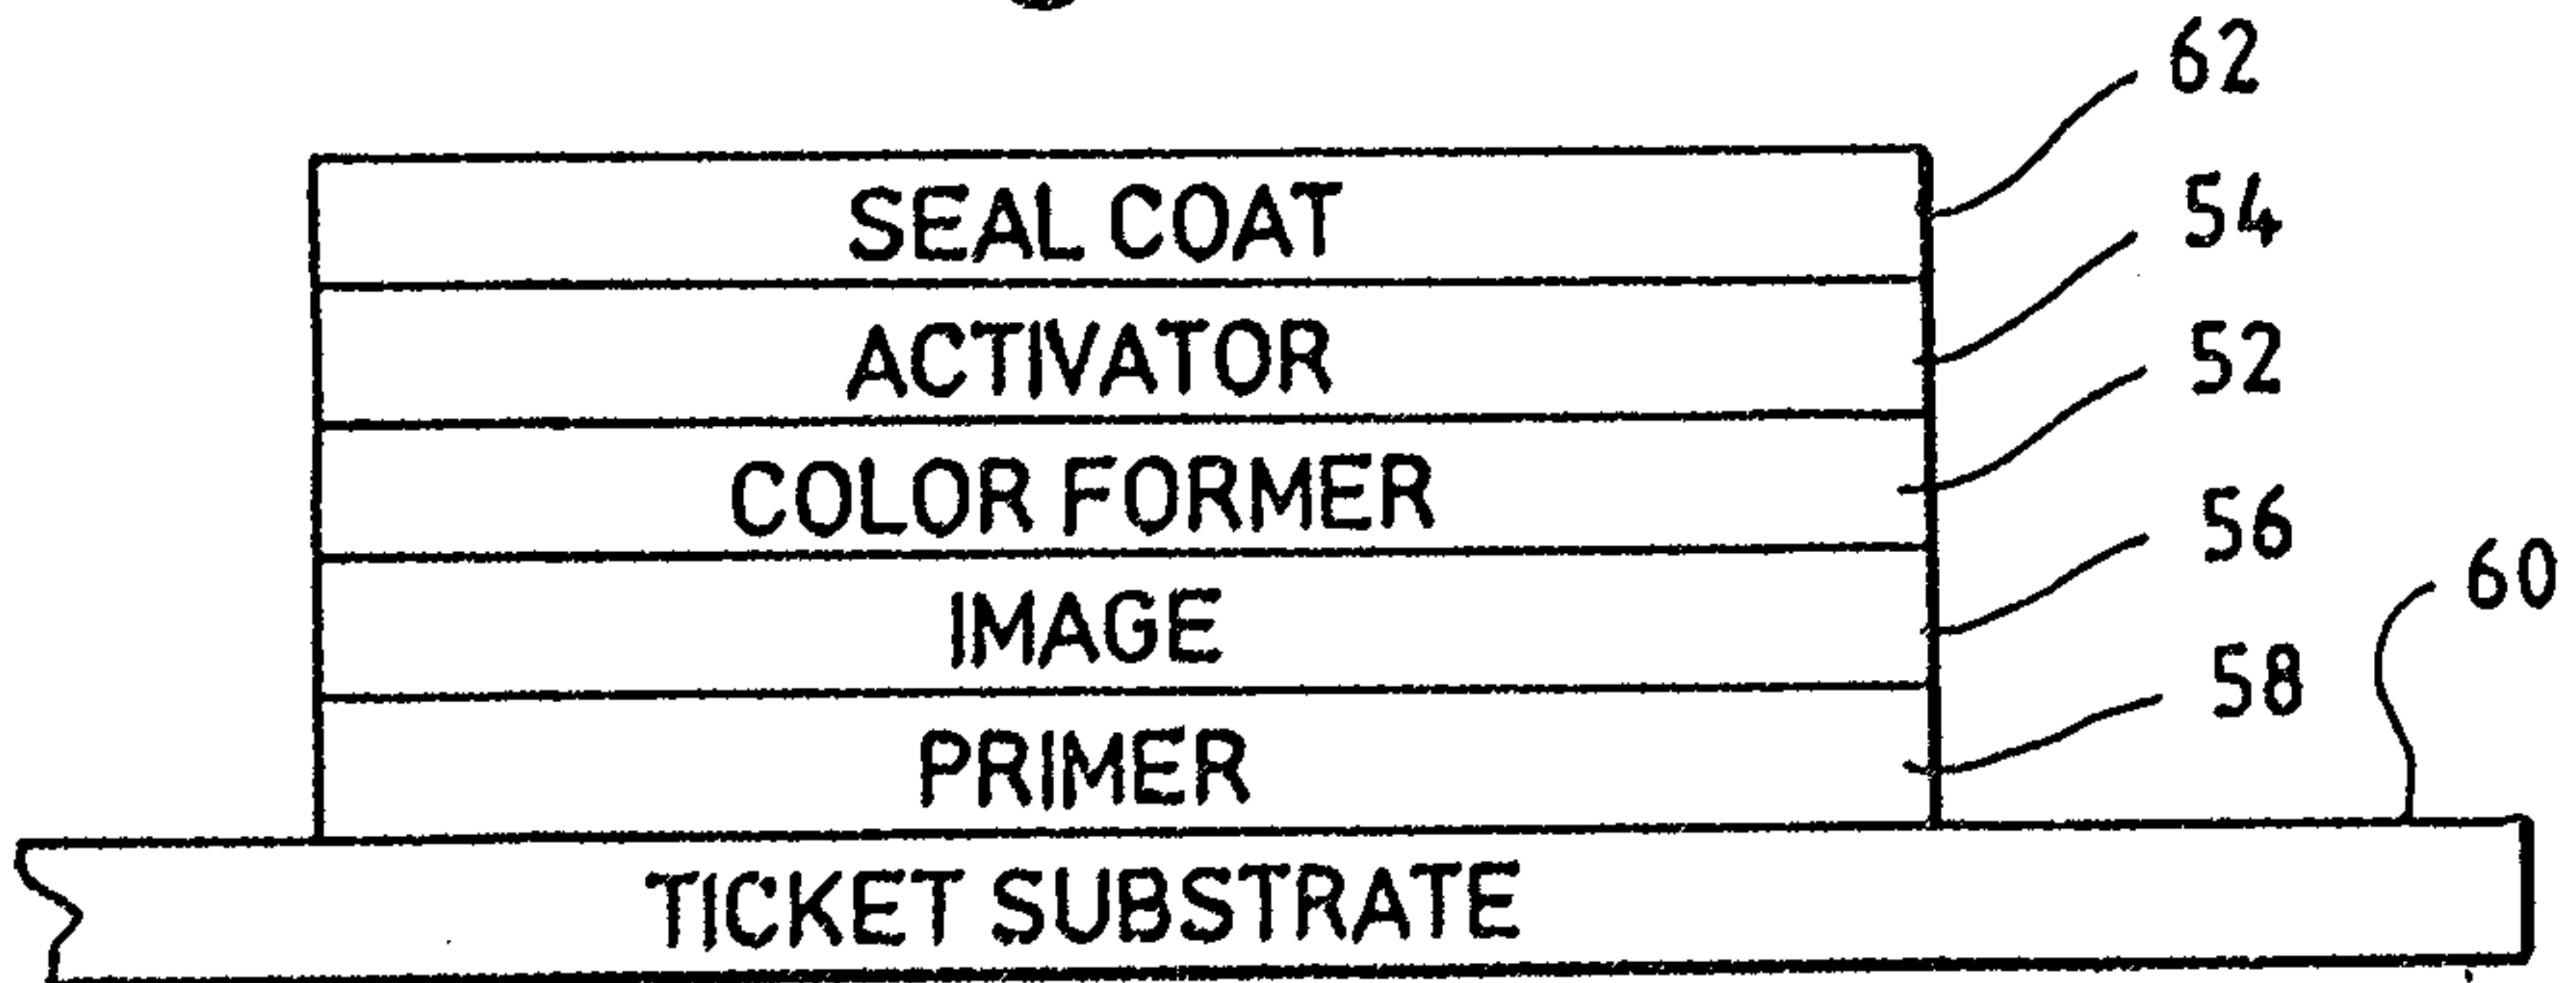 62
SEAL COAT
54
ACTIVATOR
52
COLOR FORMER
56
60
IMAGE
58
PRIMER
TICKET SUBSTRATE